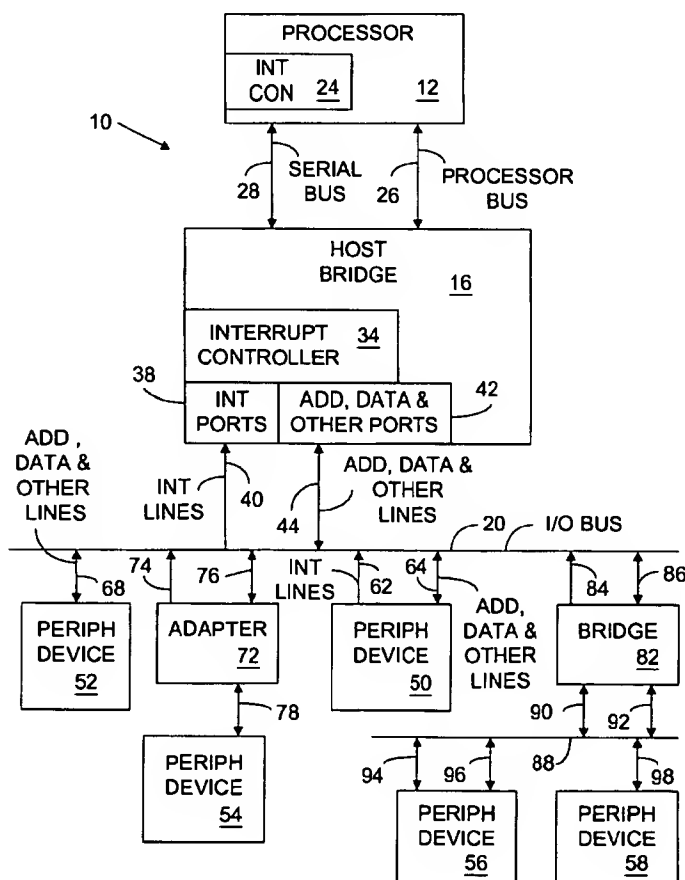 PROCESSOR
INT
CON
24
12
10
28
SERIAL
BUS
26
PROCESSOR
BUS
HOST
BRIDGE
16
INTERRUPT
CONTROLLER
34
38
INT
PORTS
ADD, DATA &
OTHER PORTS
42
ADD ,
DATA &
OTHER
LINES
INT
LINES
40
44
ADD, DATA &
OTHER
LINES
20
I/O BUS
68
74
76
INT
LINES
62
64
84
86
PERIPH
DEVICE
52
ADAPTER
72
PERIPH
DEVICE
50
ADD,
DATA &
OTHER
LINES
BRIDGE
82
78
90
92
PERIPH
DEVICE
54
88
94
96
98
PERIPH
DEVICE
56
PERIPH
DEVICE
58